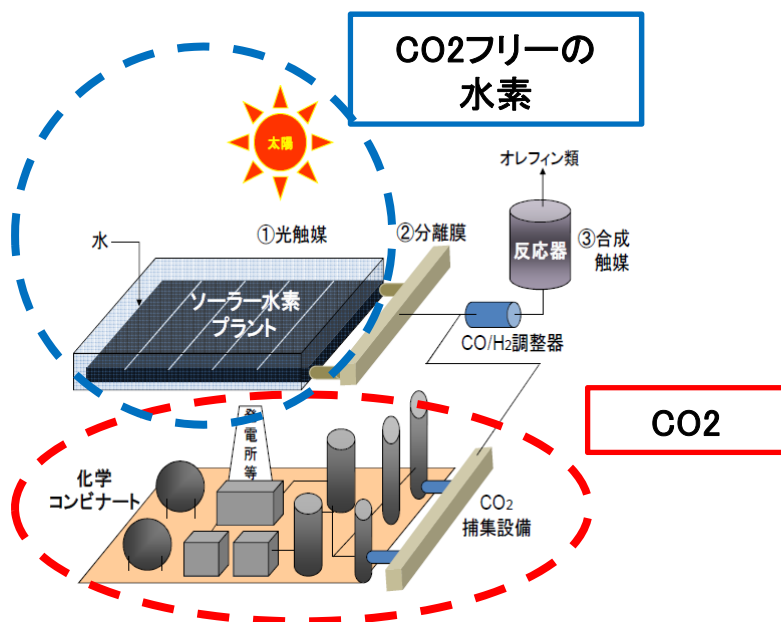 CO2フリーの
水素
太陽
オレフィン類
水
①光触媒
②分離膜
反応器
③合成
触媒
ソーラー水素
プラント
CO/H₂調整器
CO2
発電所等
化学
コンビナート
CO₂
捕集設備